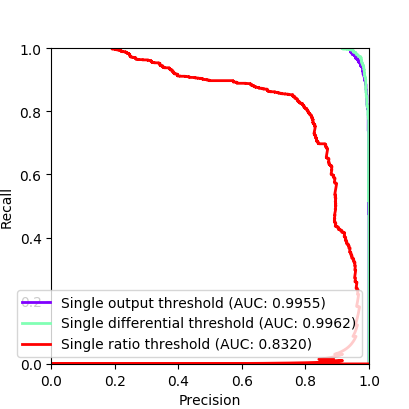 1.0
0.8
0.6
0.4
0.2
0.0
Recall
Single output threshold (AUC: 0.9955)
Single differential threshold (AUC: 0.9962)
Single ratio threshold (AUC: 0.8320)
0.0 0.2 0.4 0.6 0.8 1.0
Precision